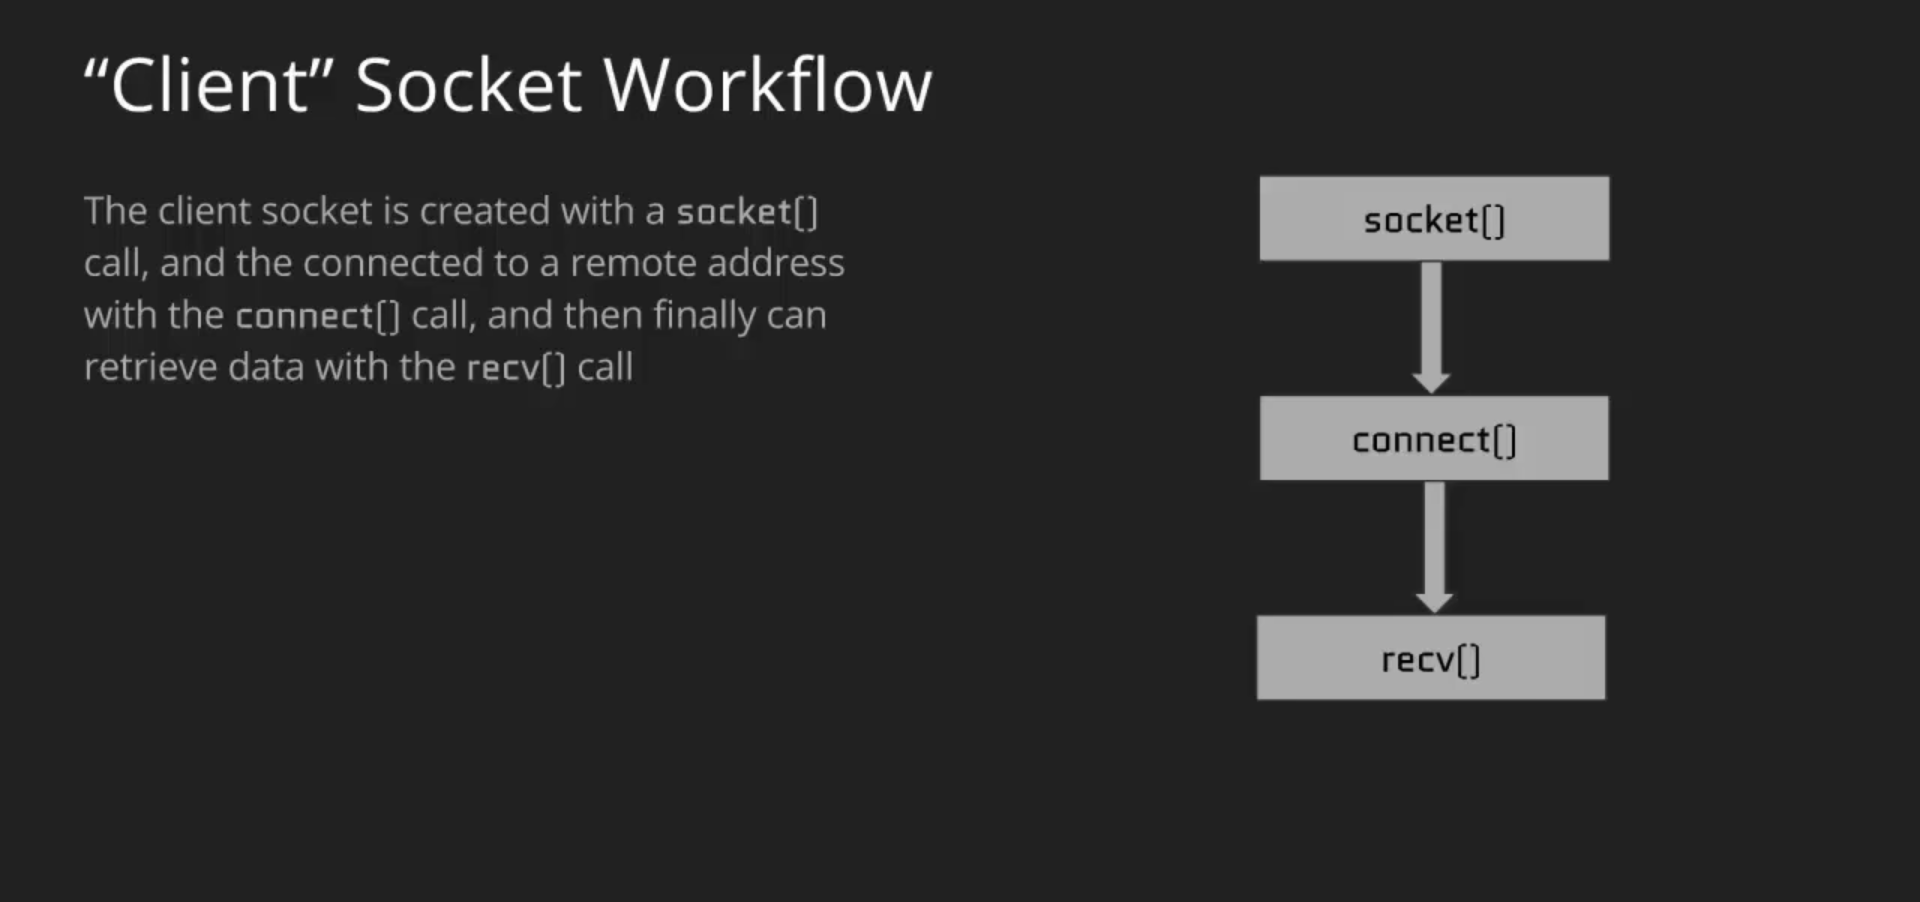 “Client” Socket Workflow
The client socket is created with a socket()
call, and the connected to a remote address
with the connect() call, and then finally can
retrieve data with the recv() call
socket()
connect()
recv()